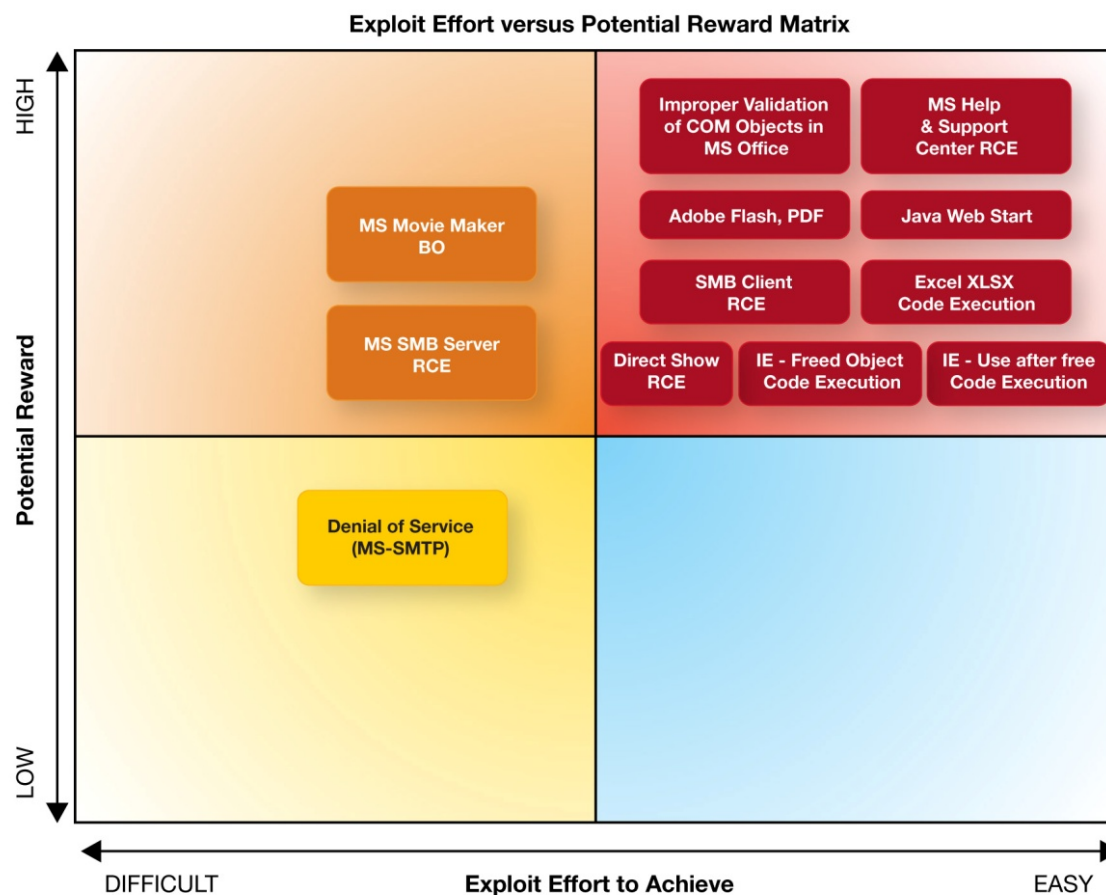 Exploit Effort versus Potential Reward Matrix
HIGH
Potential Reward
LOW
Improper Validation
of COM Objects in
MS Office
MS Help
& Support
Center RCE
MS Movie Maker
BO
Adobe Flash, PDF
Java Web Start
SMB Client
RCE
Excel XLSX
Code Execution
MS SMB Server
RCE
Direct Show
RCE
IE - Freed Object
Code Execution
IE - Use after free
Code Execution
Denial of Service
(MS-SMTP)
DIFFICULT
Exploit Effort to Achieve
EASY